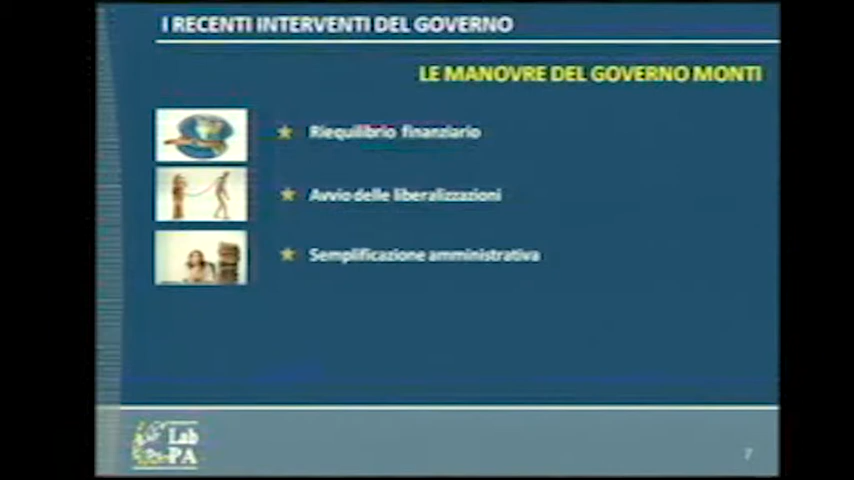 I RECENTI INTERVENTI DEL GOVERNO
LE MANOVRE DEL GOVERNO MONTI
Riequilibrio finanziario
Avvio delle liberalizzazioni
Semplificazione amministrativa
Lab
PA
7